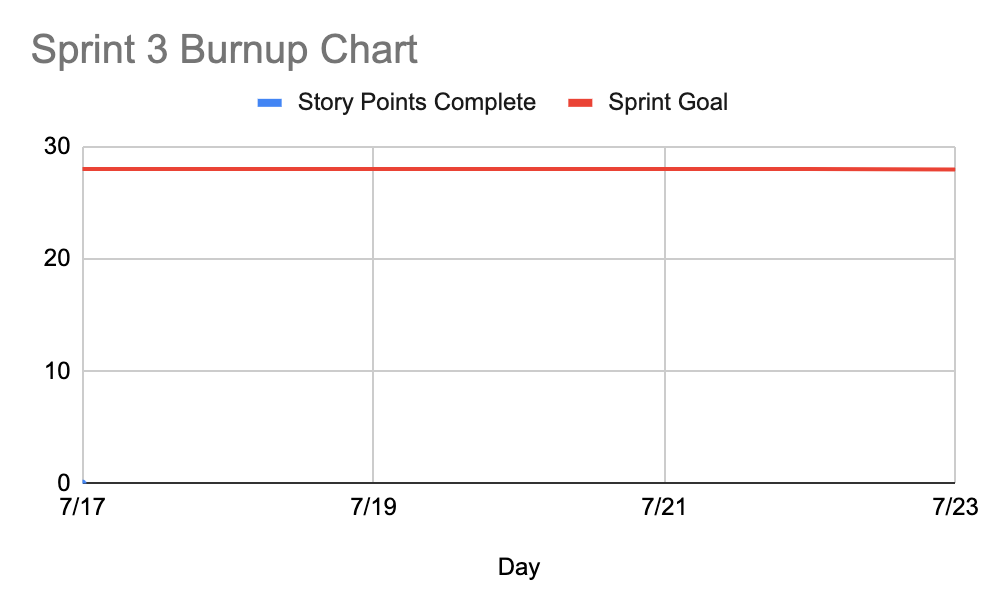 Sprint 3 Burnup Chart
Story Points Complete Sprint Goal
30
20
10
0
7/17 7/19 7/21 7/23
Day